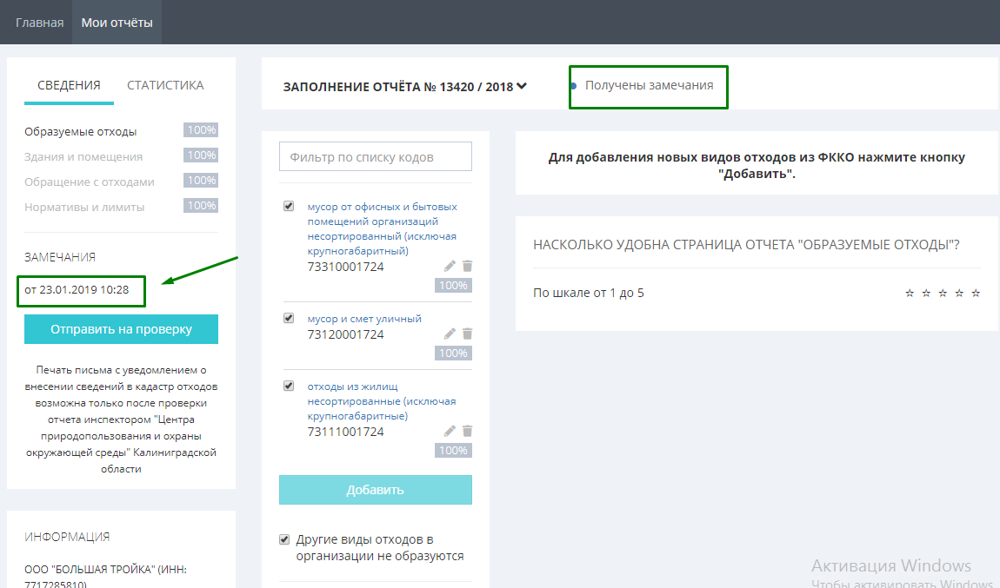 Главная
Мои отчёты
СВЕДЕНИЯ
СТАТИСТИКА
Образуемые отходы 100%
Здания и помещения 100%
Обращение с отходами 100%
Нормативы и лимиты 100%
ЗАМЕЧАНИЯ
от 23.01.2019 10:28
Отправить на проверку
Печать письма с уведомлением о
внесении сведений в кадастр отходов
возможна только после проверки
отчета инспектором "Центра
природопользования и охраны
окружающей среды" Калиниградской
области
ИНФОРМАЦИЯ
ООО "БОЛЬШАЯ ТРОЙКА" (ИНН:
7717285810)
ЗАПОЛНЕНИЕ ОТЧЁТА № 13420 / 2018
Получены замечания
Фильтр по списку кодов
мусор от офисных и бытовых
помещений организаций
несортированный (исключая
крупногабаритный)
73310001724
100%
мусор и смет уличный
73120001724
100%
отходы из жилищ
несортированные (исключая
крупногабаритные)
73111001724
100%
Добавить
Другие виды отходов в
организации не образуются
Для добавления новых видов отходов из ФККО нажмите кнопку
"Добавить".
НАСКОЛЬКО УДОБНА СТРАНИЦА ОТЧЕТА "ОБРАЗУЕМЫЕ ОТХОДЫ"?
По шкале от 1 до 5
Активация Windows
Чтобы активировать Windows